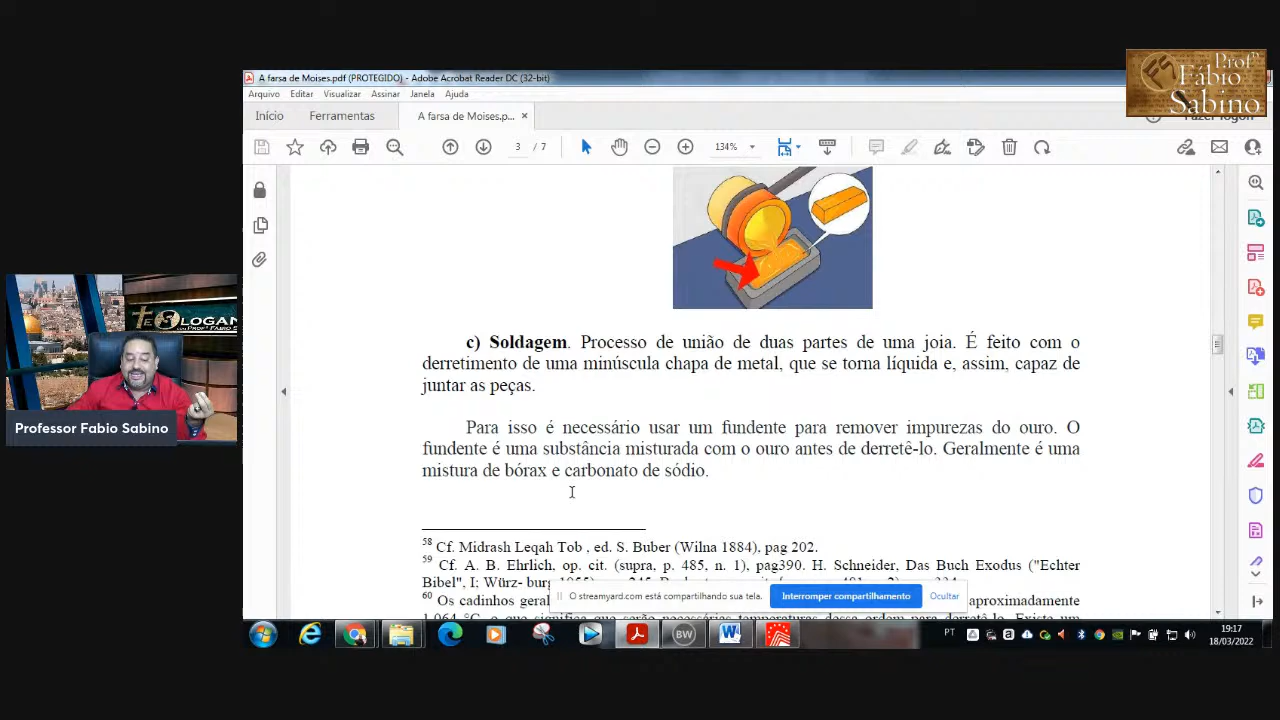 Profº
Fábio
Sabino
FS
A farsa de Moises.pdf (PROTEGIDO) - Adobe Acrobat Reader DC (32-bit)
Arquivo Editar Visualizar Assinar Janela Ajuda
Início Ferramentas A farsa de Moises.p... ×
3 / 7 134%
c) Soldagem. Processo de união de duas partes de uma joia. É feito com o
derretimento de uma minúscula chapa de metal, que se torna líquida e, assim, capaz de
juntar as peças.
Para isso é necessário usar um fundente para remover impurezas do ouro. O
fundente é uma substância misturada com o ouro antes de derretê-lo. Geralmente é uma
mistura de bórax e carbonato de sódio.
58 Cf. Midrash Leqah Tob , ed. S. Buber (Wilna 1884), pag 202.
59 Cf. A. B. Ehrlich, op. cit. (supra, p. 485, n. 1), pag390. H. Schneider, Das Buch Exodus ("Echter
Bibel", I; Würz- burg
60 Os cadinhos aproximadamente
O streamyard.com está compartilhando sua tela. Interromper compartilhamento Ocultar
Professor Fabio Sabino
BW
PT 19:17
18/03/2022